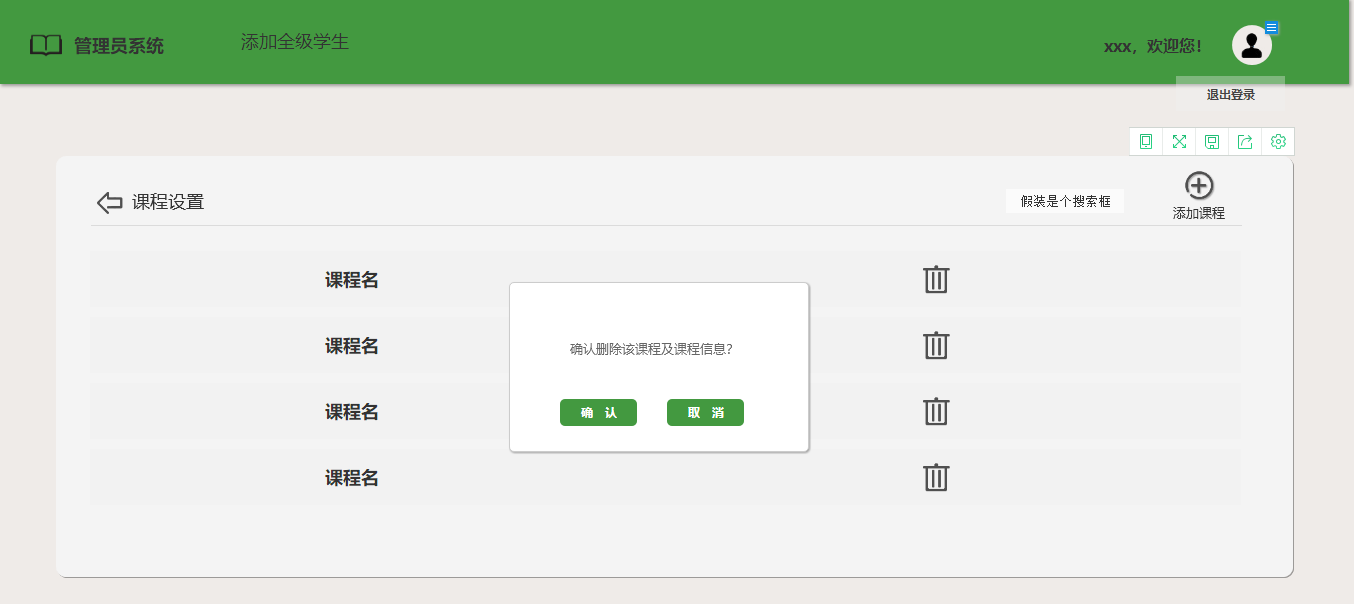 管理员系统
添加全级学生
xxx，欢迎您！
退出登录
课程设置
假装是个搜索框
添加课程
课程名
课程名
课程名
课程名
确认删除该课程及课程信息?
确 认
取 消